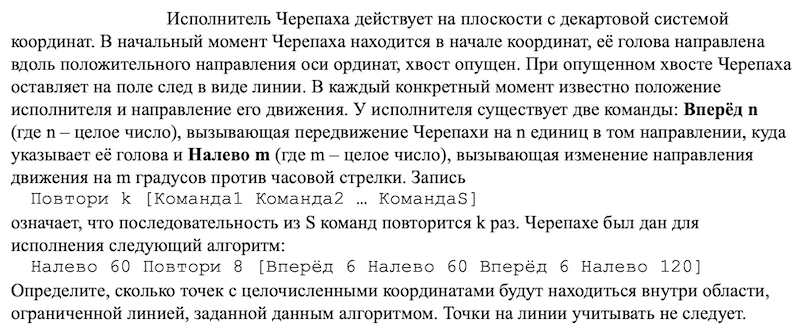 Исполнитель Черепаха действует на плоскости с декартовой системой
координат. В начальный момент Черепаха находится в начале координат, её голова направлена
вдоль положительного направления оси ординат, хвост опущен. При опущенном хвосте Черепаха
оставляет на поле след в виде линии. В каждый конкретный момент известно положение
исполнителя и направление его движения. У исполнителя существует две команды: Вперёд n
(где n – целое число), вызывающая передвижение Черепахи на n единиц в том направлении, куда
указывает её голова и Налево m (где m – целое число), вызывающая изменение направления
движения на m градусов против часовой стрелки. Запись
Повтори k [Команда1 Команда2 … КомандаS]
означает, что последовательность из S команд повторится k раз. Черепахе был дан для
исполнения следующий алгоритм:
Налево 60 Повтори 8 [Вперёд 6 Налево 60 Вперёд 6 Налево 120]
Определите, сколько точек с целочисленными координатами будут находиться внутри области,
ограниченной линией, заданной данным алгоритмом. Точки на линии учитывать не следует.